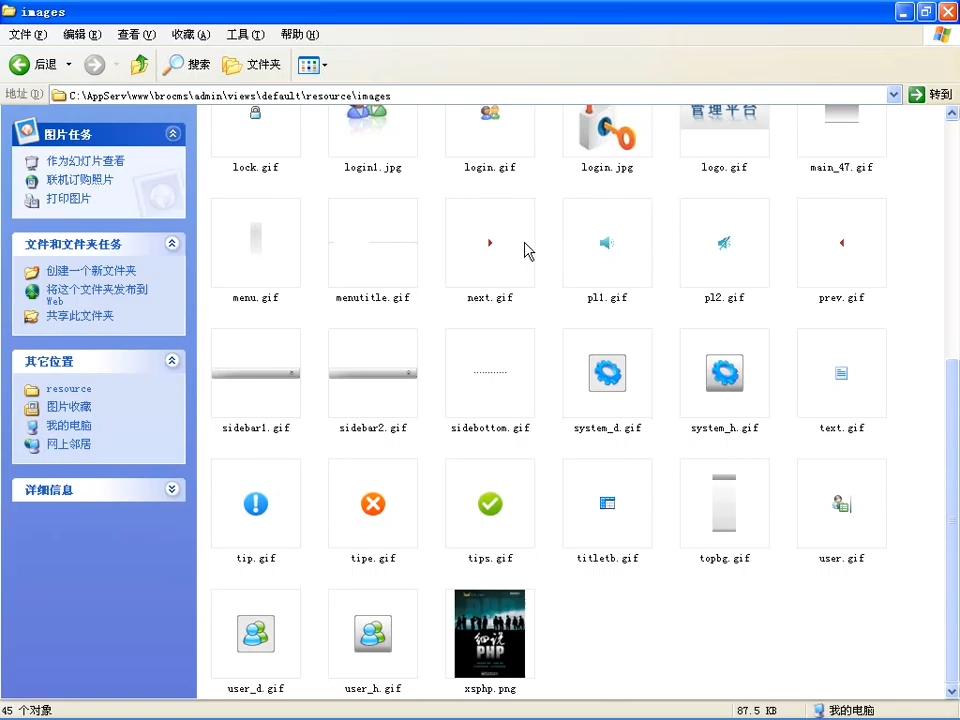 images
文件(F) 编辑(E) 查看(V) 收藏(A) 工具(T) 帮助(H)
后退 搜索 文件夹
地址(D) C:\AppServ\www\brocms\admin\views\default\resource\images 转到
图片任务
作为幻灯片查看
联机订购照片
打印图片
文件和文件夹任务
创建一个新文件夹
将这个文件夹发布到
Web
共享此文件夹
其它位置
resource
图片收藏
我的电脑
网上邻居
详细信息
管理平台
lock.gif login1.jpg login.gif login.jpg logo.gif main_47.gif
menu.gif menutitle.gif next.gif pl1.gif pl2.gif prev.gif
sidebar1.gif sidebar2.gif sidebottom.gif system_d.gif system_h.gif text.gif
tip.gif tipe.gif tips.gif titletb.gif topbg.gif user.gif
细说
PHP
user_d.gif user_h.gif xsphp.png
45 个对象 87.5 KB 我的电脑